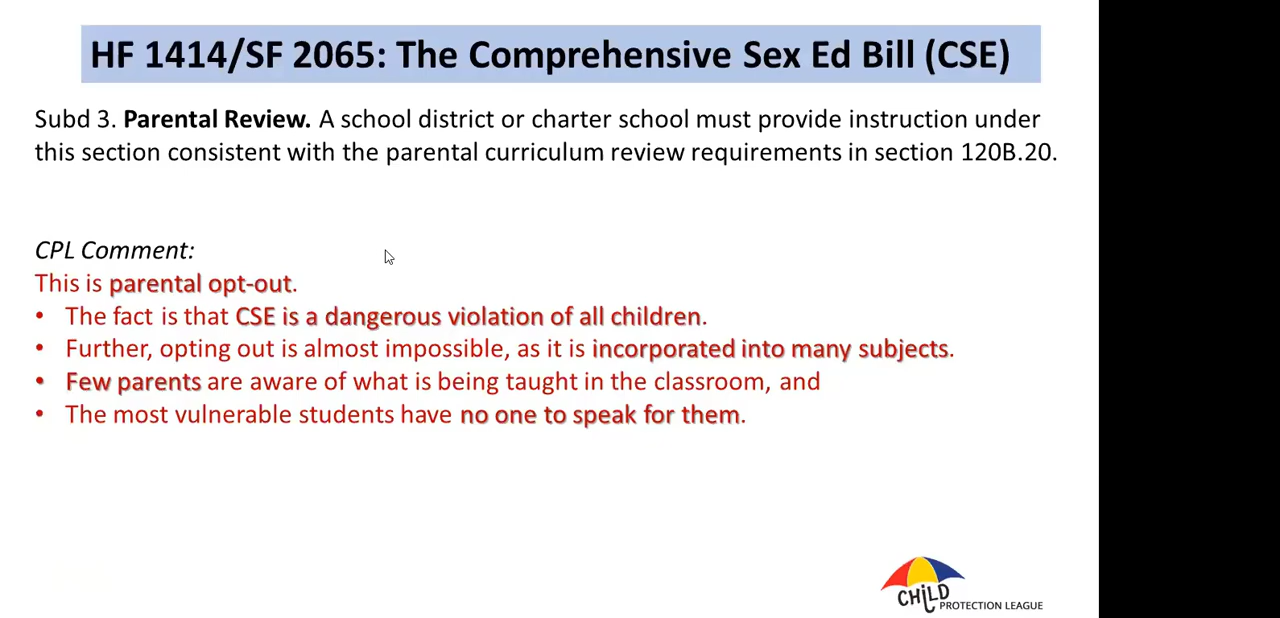 HF 1414/SF 2065: The Comprehensive Sex Ed Bill (CSE)
Subd 3. Parental Review. A school district or charter school must provide instruction under
this section consistent with the parental curriculum review requirements in section 120B.20.
CPL Comment:
This is parental opt-out.
• The fact is that CSE is a dangerous violation of all children.
• Further, opting out is almost impossible, as it is incorporated into many subjects.
• Few parents are aware of what is being taught in the classroom, and
• The most vulnerable students have no one to speak for them.
CHiLD
PROTECTION LEAGUE